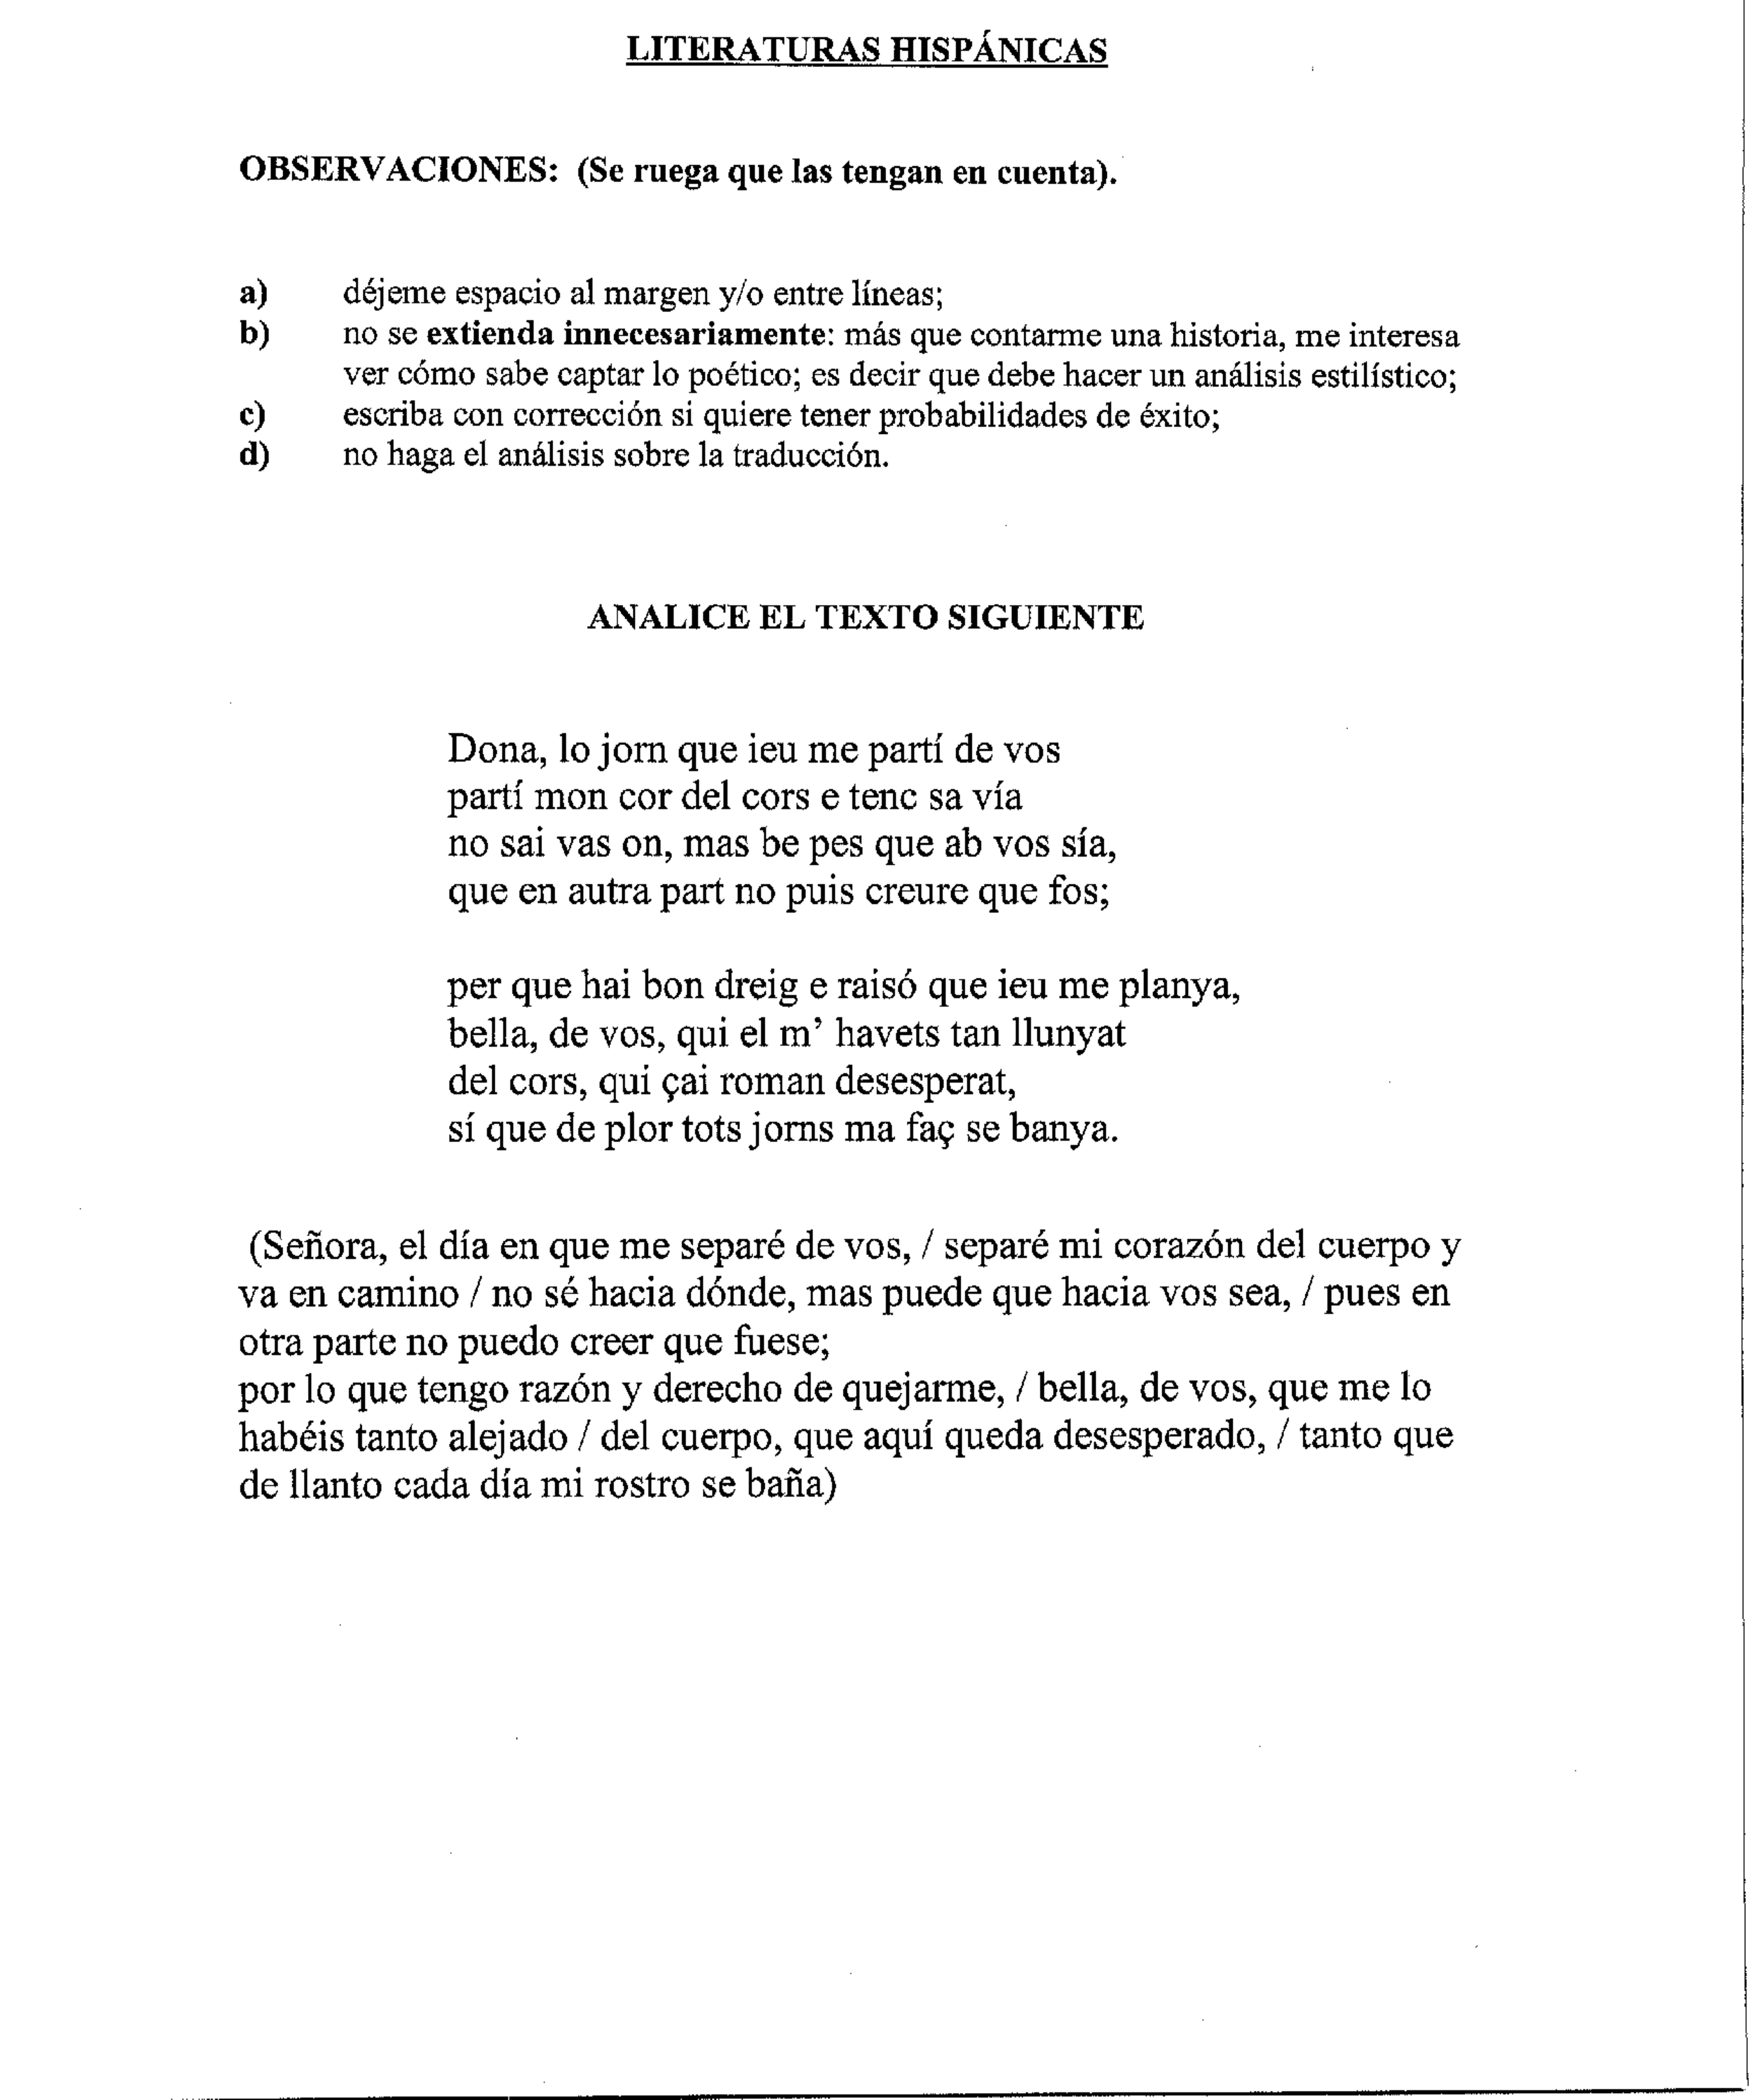 LITERATURAS HISPÁNICAS
OBSERVACIONES: (Se ruega que las tengan en cuenta).
a) déjeme espacio al margen y/o entre líneas;
b) no se extienda innecesariamente: más que contarme una historia, me interesa
ver cómo sabe captar lo poético; es decir que debe hacer un análisis estilístico;
c) escriba con corrección si quiere tener probabilidades de éxito;
d) no haga el análisis sobre la traducción.
ANALICE EL TEXTO SIGUIENTE
Dona, lo jorn que ieu me partí de vos
partí mon cor del cors e tenc sa vía
no sai vas on, mas be pes que ab vos sía,
que en autra part no puis creure que fos;
per que hai bon dreig e raisó que ieu me planya,
bella, de vos, qui el m' havets tan llunyat
del cors, qui çai roman desesperat,
sí que de plor tots jorns ma faç se banya.
(Señora, el día en que me separé de vos, / separé mi corazón del cuerpo y
va en camino / no sé hacia dónde, mas puede que hacia vos sea, / pues en
otra parte no puedo creer que fuese;
por lo que tengo razón y derecho de quejarme, / bella, de vos, que me lo
habéis tanto alejado / del cuerpo, que aquí queda desesperado, / tanto que
de llanto cada día mi rostro se baña)